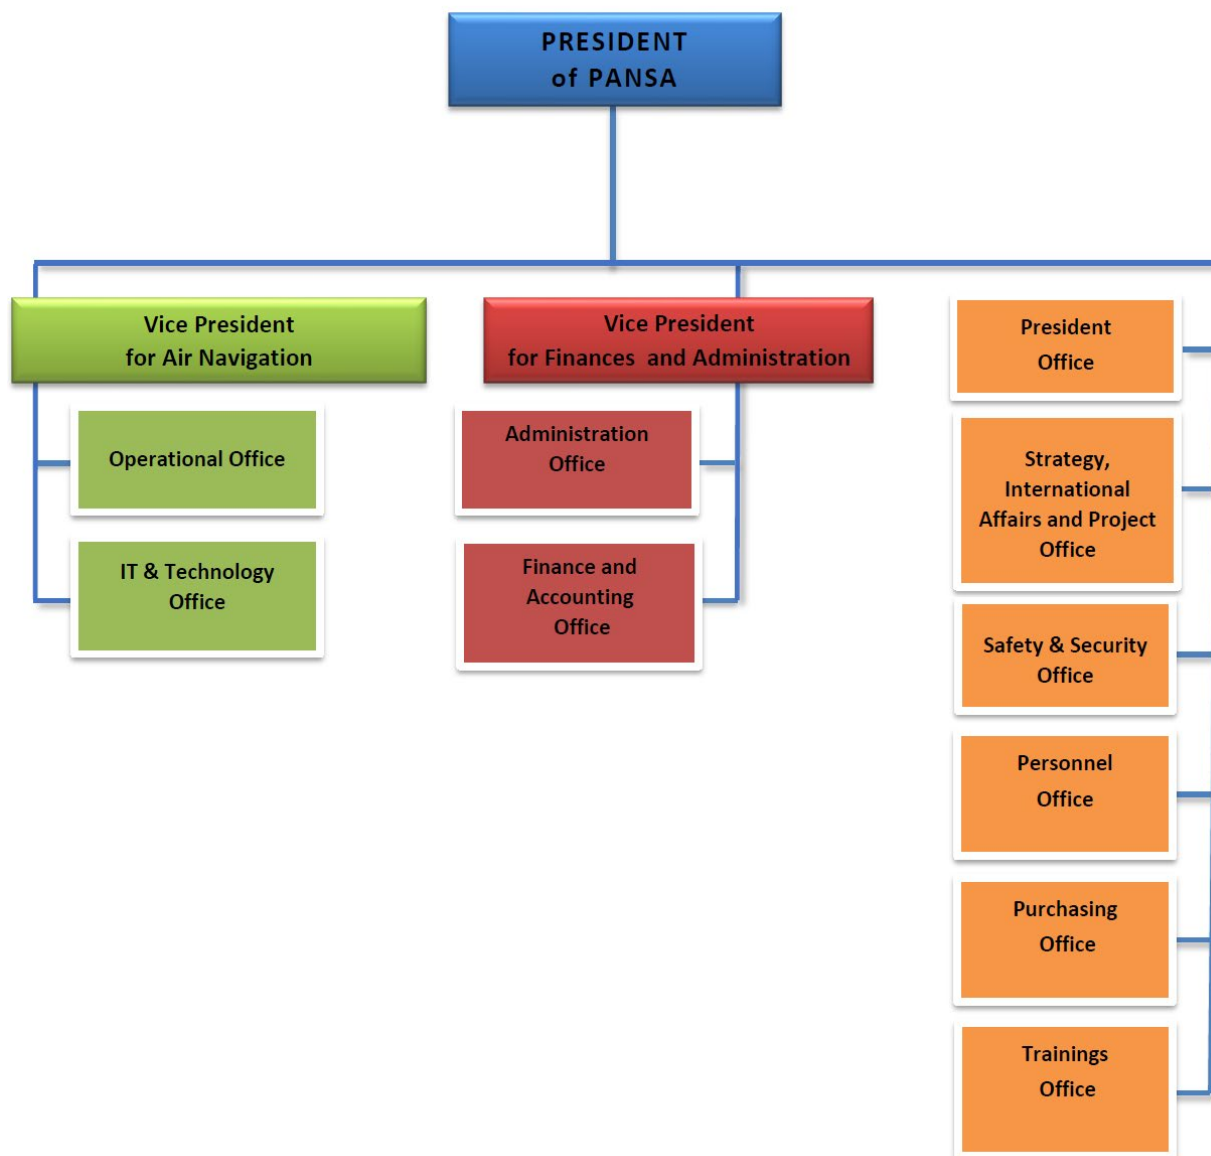 PRESIDENT
of PANSA
Vice President
for Air Navigation
Operational Office
IT & Technology
Office
Vice President
for Finances and Administration
Administration
Office
Finance and
Accounting
Office
President
Office
Strategy,
International
Affairs and Project
Office
Safety & Security
Office
Personnel
Office
Purchasing
Office
Trainings
Office